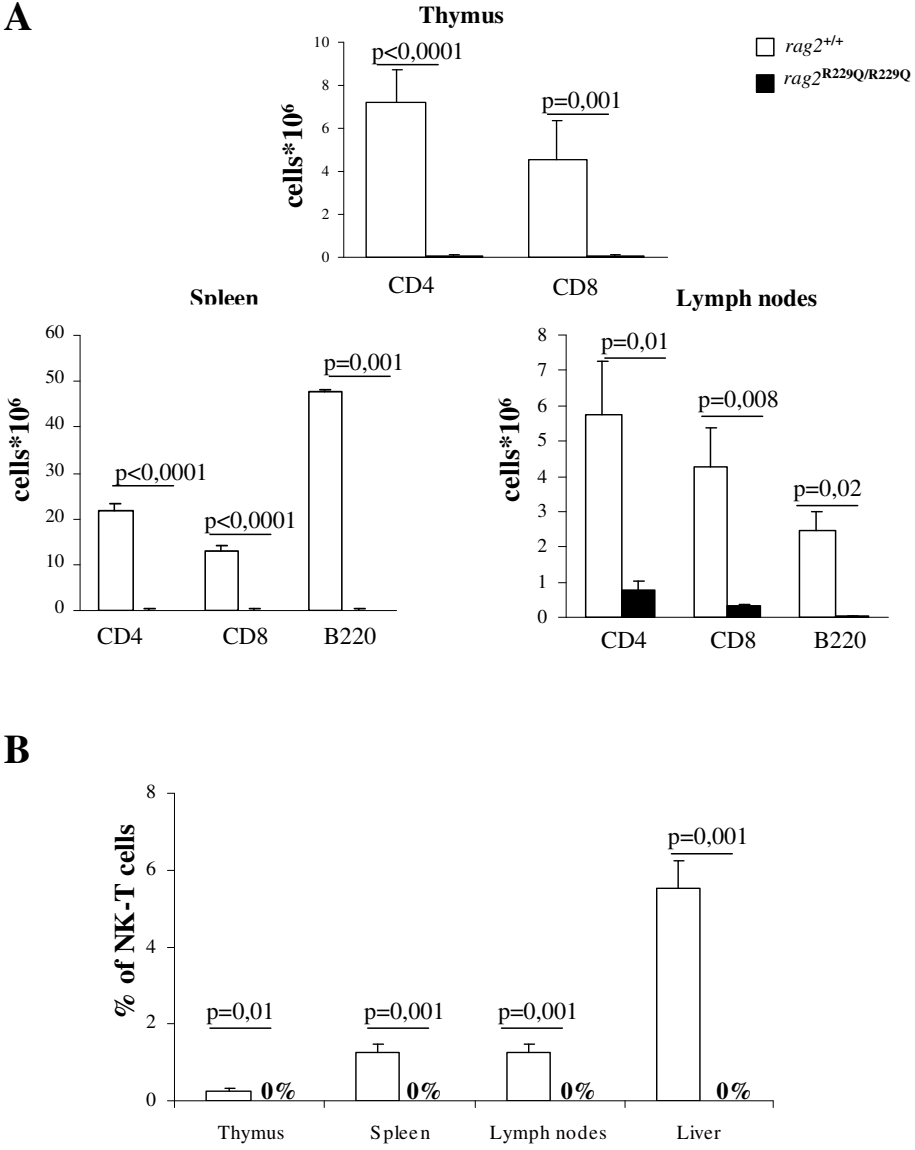 A
Thymus
rag2+/+
rag2R229Q/R229Q
cells*10⁶
10
8
6
4
2
0
p<0,0001
p=0,001
CD4
CD8
Spleen
cells*10⁶
60
50
40
30
20
10
0
p<0,0001
p<0,0001
p=0,001
CD4
CD8
B220
Lymph nodes
cells*10⁶
8
7
6
5
4
3
2
1
0
p=0,01
p=0,008
p=0,02
CD4
CD8
B220
B
% of NK-T cells
8
6
4
2
0
p=0,01
p=0,001
p=0,001
p=0,001
0%
0%
0%
0%
Thymus
Spleen
Lymph nodes
Liver